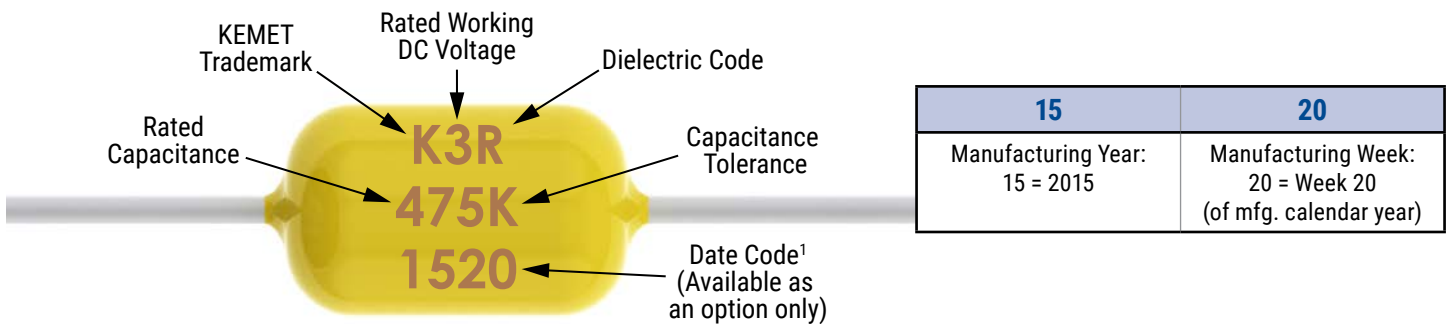 KEMET
Trademark
Rated Working
DC Voltage
Dielectric Code
Rated
Capacitance
K3R
475K
1520
Capacitance
Tolerance
Date Code¹
(Available as
an option only)
15
20
Manufacturing Year:
15 = 2015
Manufacturing Week:
20 = Week 20
(of mfg. calendar year)